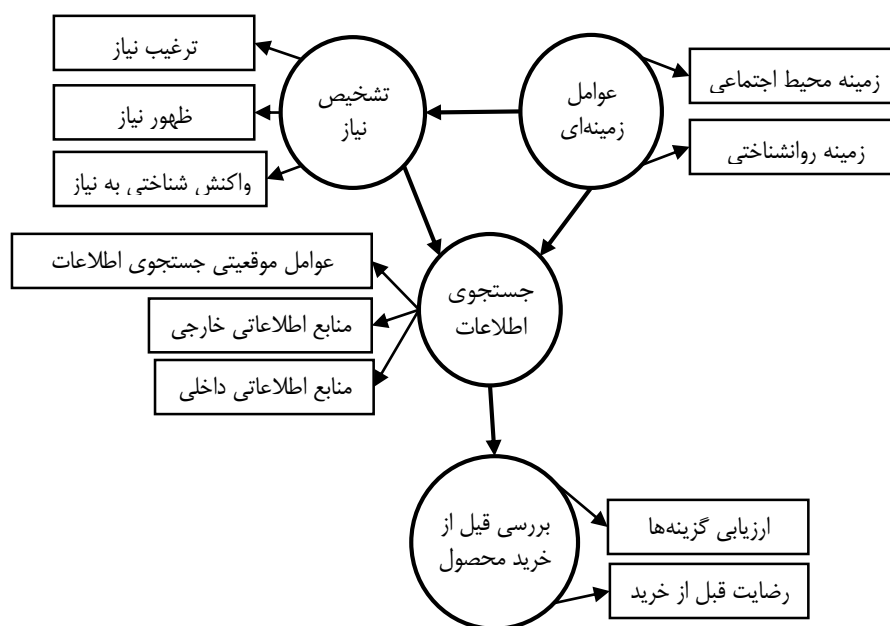 عوامل
زمینه‌ای
زمینه محیط اجتماعی
زمینه روانشناختی
تشخیص
نیاز
ترغیب نیاز
ظهور نیاز
واکنش شناختی به نیاز
جستجوی
اطلاعات
عوامل موقعیتی جستجوی اطلاعات
منابع اطلاعاتی خارجی
منابع اطلاعاتی داخلی
بررسی قیل از
خرید محصول
ارزیابی گزینه‌ها
رضایت قبل از خرید